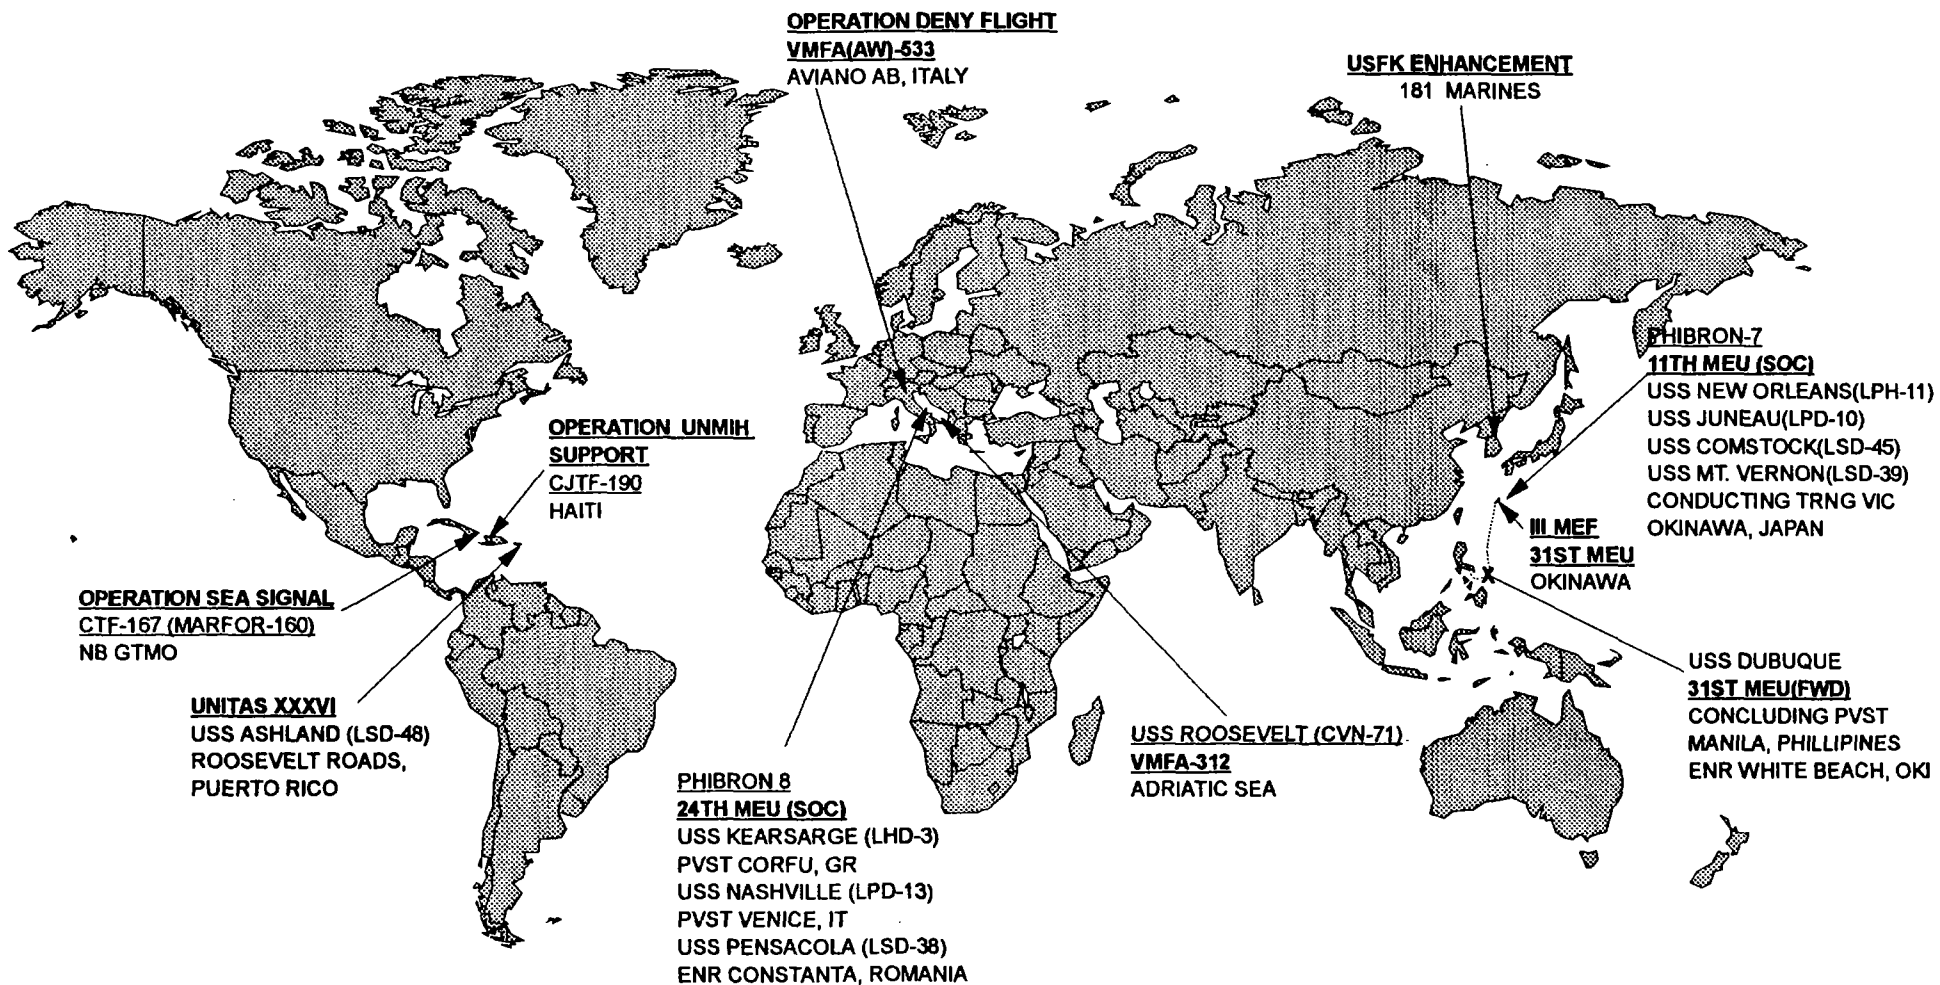 OPERATION DENY FLIGHT
VMFA(AW)-533
AVIANO AB, ITALY
USFK ENHANCEMENT
181 MARINES
PHIBRON-7
11TH MEU (SOC)
USS NEW ORLEANS(LPH-11)
USS JUNEAU(LPD-10)
USS COMSTOCK(LSD-45)
USS MT. VERNON(LSD-39)
CONDUCTING TRNG VIC
OKINAWA, JAPAN
OPERATION UNMIH
SUPPORT
CJTF-190
HAITI
III MEF
31ST MEU
OKINAWA
OPERATION SEA SIGNAL
CTF-167 (MARFOR-160)
NB GTMO
UNITAS XXXVI
USS ASHLAND (LSD-48)
ROOSEVELT ROADS,
PUERTO RICO
PHIBRON 8
24TH MEU (SOC)
USS KEARSARGE (LHD-3)
PVST CORFU, GR
USS NASHVILLE (LPD-13)
PVST VENICE, IT
USS PENSACOLA (LSD-38)
ENR CONSTANTA, ROMANIA
USS ROOSEVELT (CVN-71)
VMFA-312
ADRIATIC SEA
USS DUBUQUE
31ST MEU(FWD)
CONCLUDING PVST
MANILA, PHILLIPINES
ENR WHITE BEACH, OKI